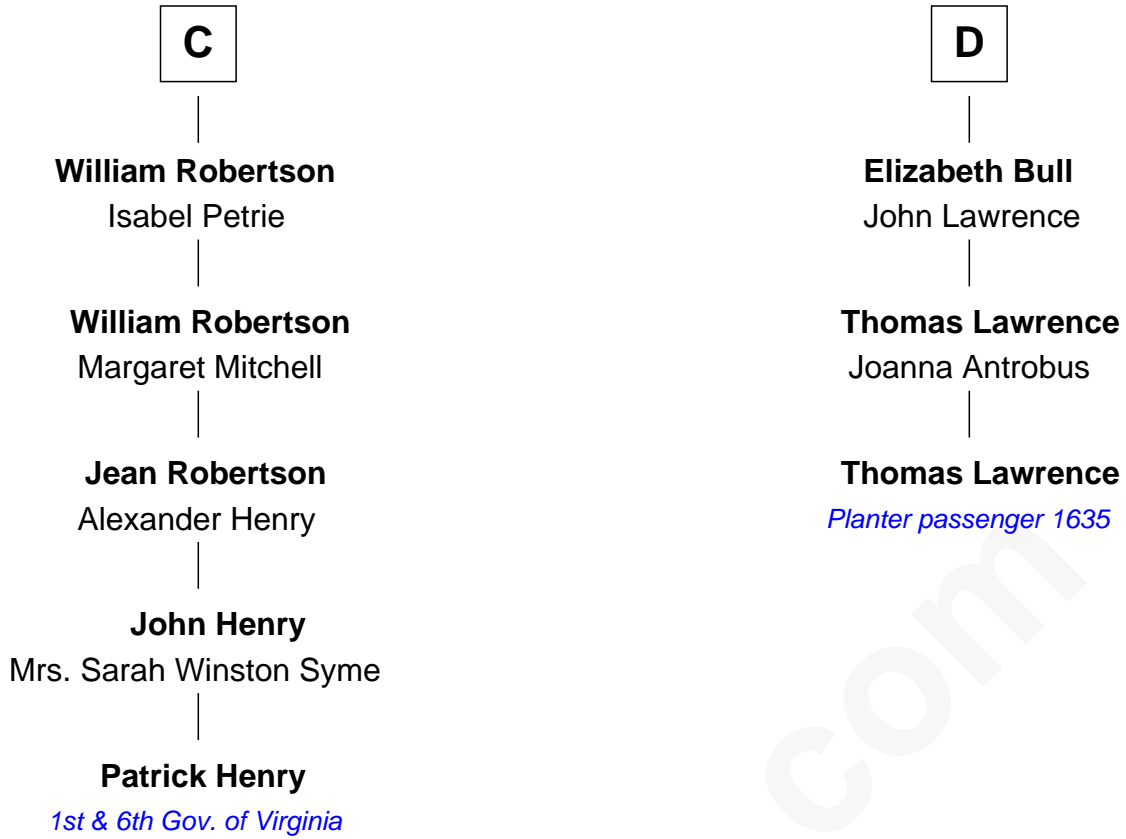 C
William Robertson
Isabel Petrie
William Robertson
Margaret Mitchell
Jean Robertson
Alexander Henry
John Henry
Mrs. Sarah Winston Syme
Patrick Henry
1st & 6th Gov. of Virginia
D
Elizabeth Bull
John Lawrence
Thomas Lawrence
Joanna Antrobus
Thomas Lawrence
Planter passenger 1635
com